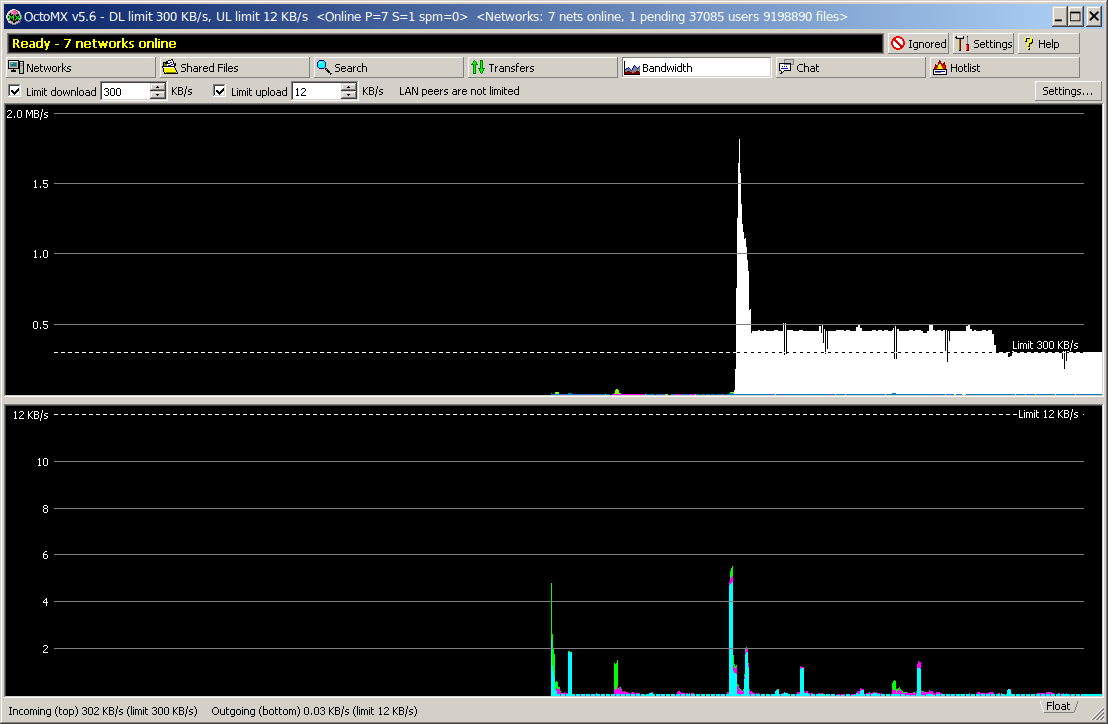 OctoMX v5.6 - DL limit 300 KB/s, UL limit 12 KB/s <Online P=7 S=1 spm=0> <Networks: 7 nets online, 1 pending 37085 users 9198890 files>
Ready - 7 networks online Ignored Settings ? Help
Networks Shared Files Search Transfers Bandwidth Chat Hotlist
Limit download 300 KB/s Limit upload 12 KB/s LAN peers are not limited Settings...
2.0 MB/s
1.5
1.0
0.5
Limit 300 KB/s
12 KB/s Limit 12 KB/s
10
8
6
4
2
Incoming (top) 302 KB/s (limit 300 KB/s) Outgoing (bottom) 0.03 KB/s (limit 12 KB/s) Float